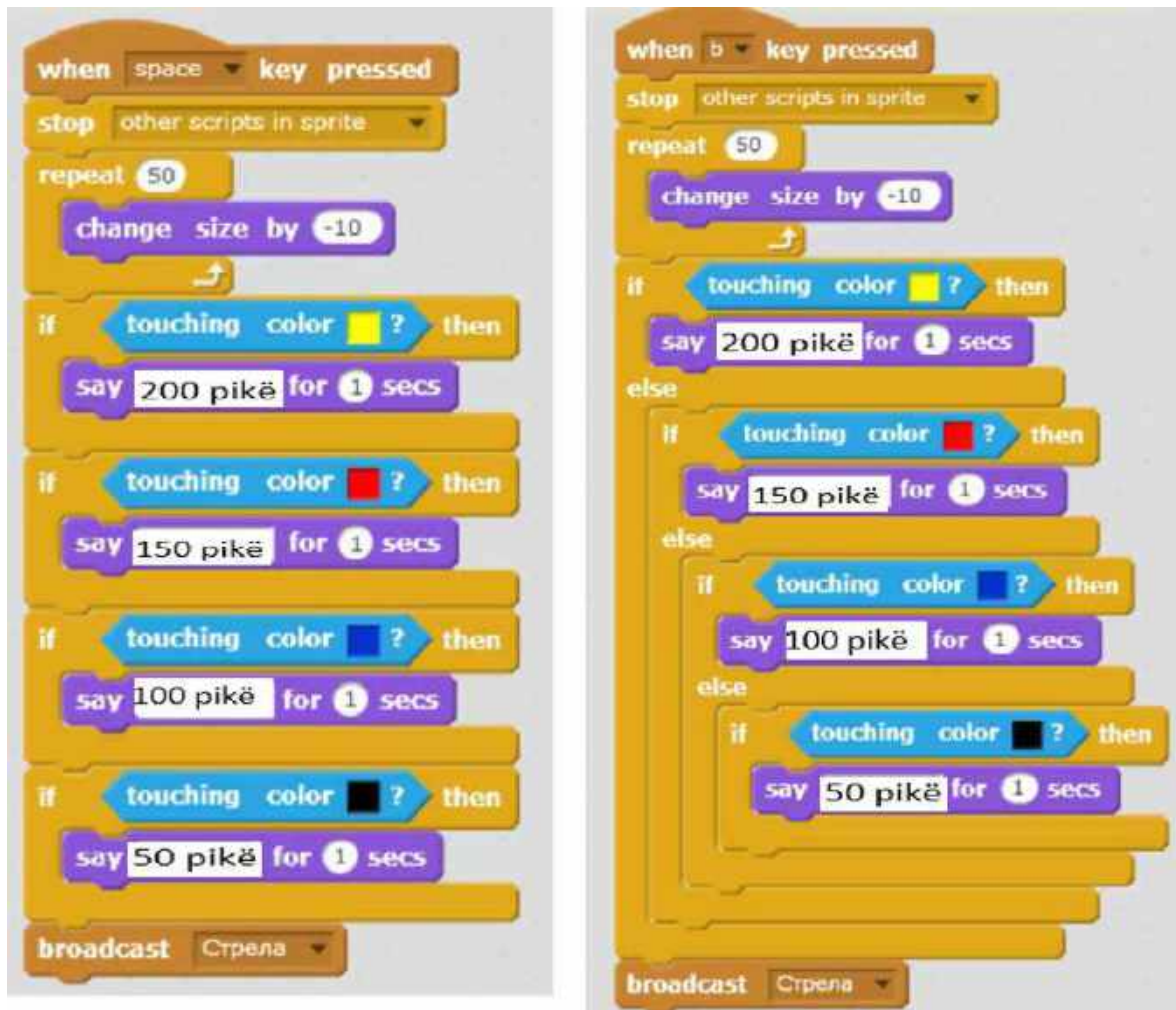 when space key pressed
stop other scripts in sprite
repeat 50
change size by -10
if touching color ? then
say 200 pikë for 1 secs
if touching color ? then
say 150 pikë for 1 secs
if touching color ? then
say 100 pikë for 1 secs
if touching color ? then
say 50 pikë for 1 secs
broadcast Стрела
when b key pressed
stop other scripts in sprite
repeat 50
change size by -10
if touching color ? then
say 200 pikë for 1 secs
else
if touching color ? then
say 150 pikë for 1 secs
else
if touching color ? then
say 100 pikë for 1 secs
else
if touching color ? then
say 50 pikë for 1 secs
broadcast Стрела